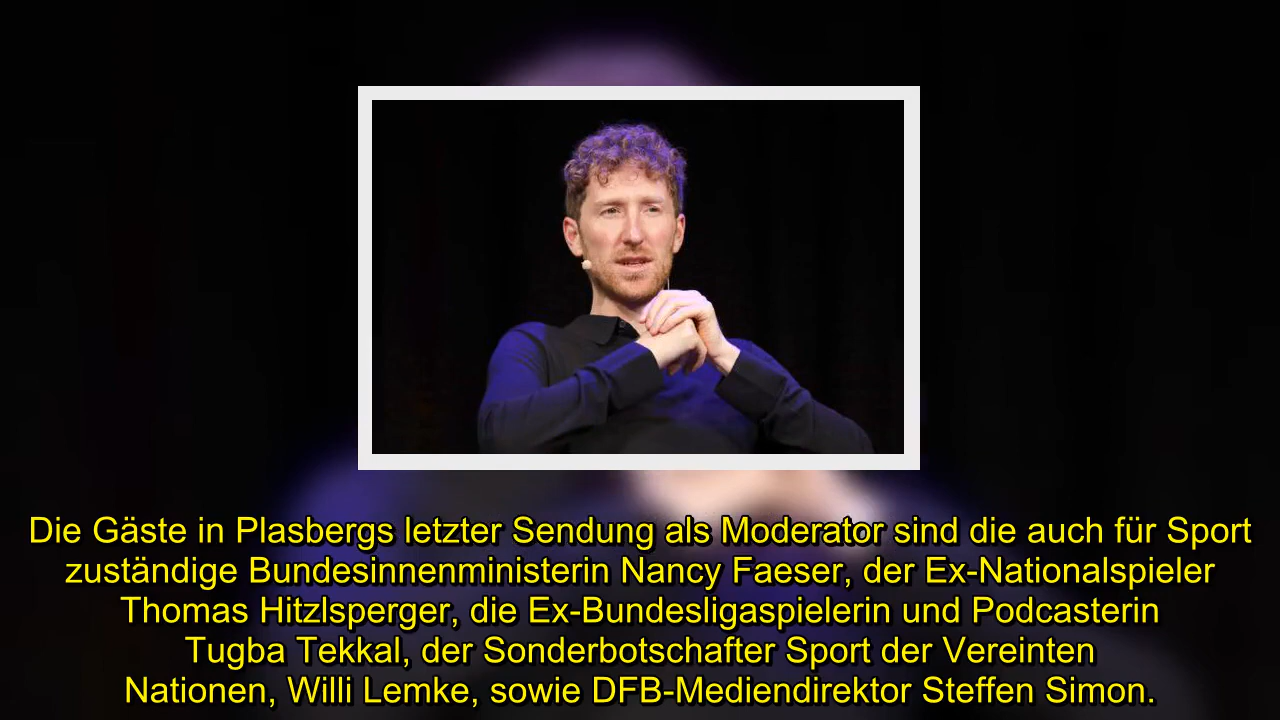 Die Gäste in Plasbergs letzter Sendung als Moderator sind die auch für Sport
zuständige Bundesinnenministerin Nancy Faeser, der Ex-Nationalspieler
Thomas Hitzlsperger, die Ex-Bundesligaspielerin und Podcasterin
Tugba Tekkal, der Sonderbotschafter Sport der Vereinten
Nationen, Willi Lemke, sowie DFB-Mediendirektor Steffen Simon.